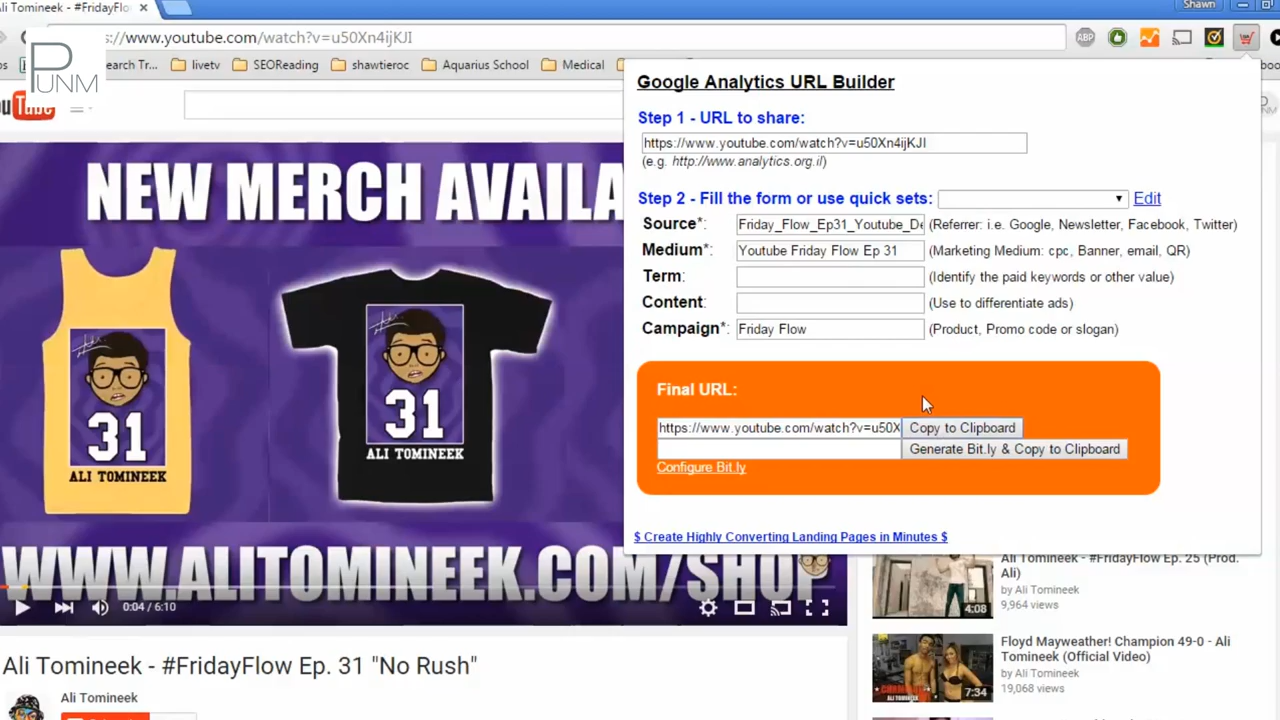 Ali Tomineek - #FridayFlo
Shawn
://www.youtube.com/watch?v=u50Xn4ijKJI
ABP
PUNM
earch Tr...
livetv
SEOReading
shawtieroc
Aquarius School
Medical
ouTube
NEW MERCH AVAILA
31
ALI TOMINEEK
31
ALI TOMINEEK
WWW.ALITOMINEEK.COM/SHOP
0:04 / 6:10
Ali Tomineek - #FridayFlow Ep. 31 "No Rush"
Ali Tomineek
Google Analytics URL Builder
Step 1 - URL to share:
https://www.youtube.com/watch?v=u50Xn4ijKJI
(e.g. http://www.analytics.org.il)
Step 2 - Fill the form or use quick sets: Edit
Source*: Friday_Flow_Ep31_Youtube_De (Referrer: i.e. Google, Newsletter, Facebook, Twitter)
Medium*: Youtube Friday Flow Ep 31 (Marketing Medium: cpc, Banner, email, QR)
Term: (Identify the paid keywords or other value)
Content: (Use to differentiate ads)
Campaign*: Friday Flow (Product, Promo code or slogan)
Final URL:
https://www.youtube.com/watch?v=u50X Copy to Clipboard
Generate Bit.ly & Copy to Clipboard
Configure Bit.ly
$ Create Highly Converting Landing Pages in Minutes $
Ali Tomineek - #FridayFlow Ep. 25 (Prod.
Ali)
by Ali Tomineek
9,964 views
4:08
Floyd Mayweather! Champion 49-0 - Ali
Tomineek (Official Video)
by Ali Tomineek
19,068 views
7:34